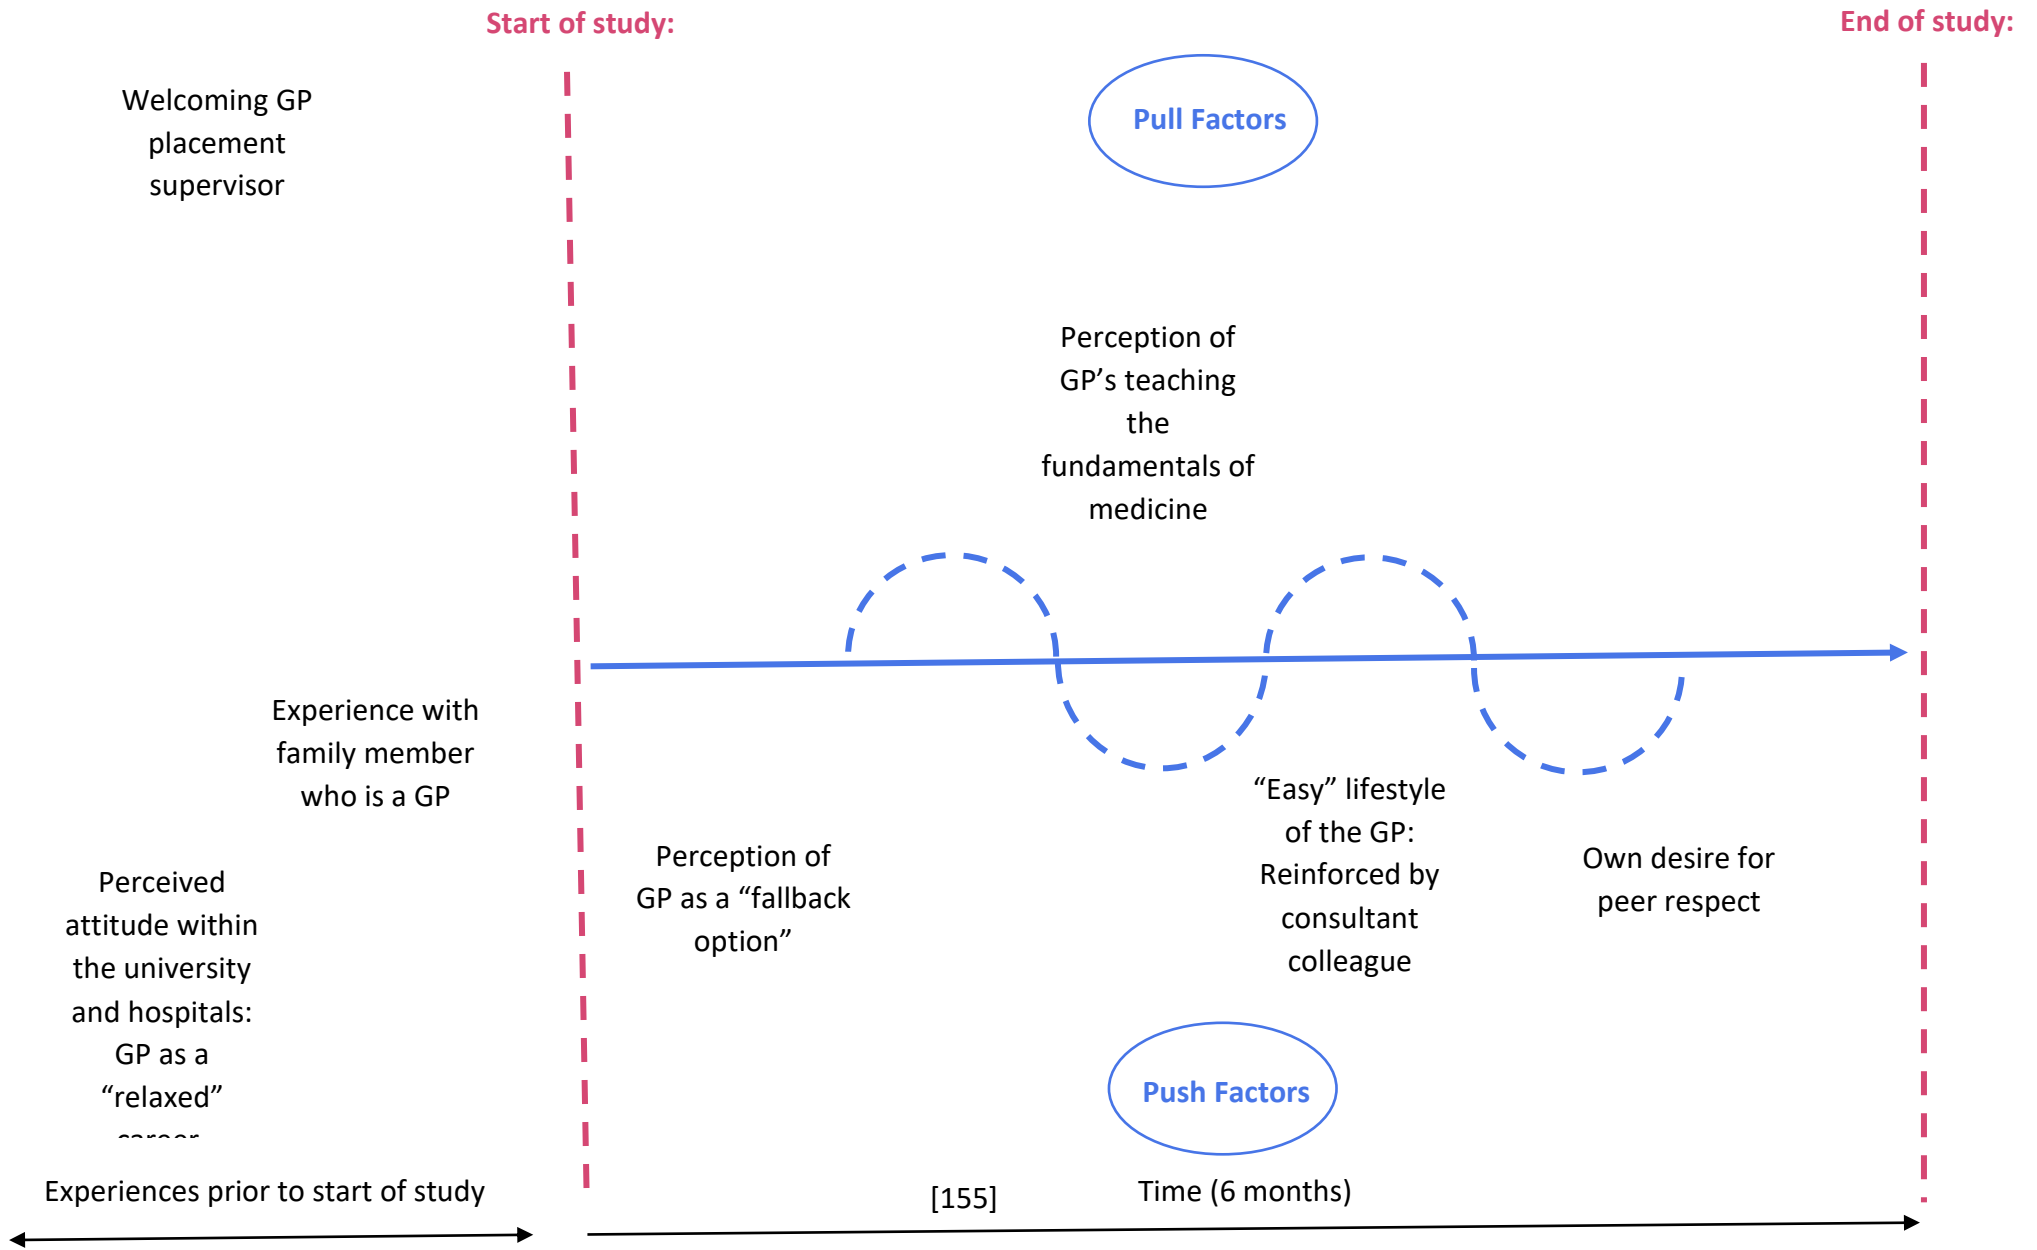 Start of study:
End of study:
Welcoming GP
placement
supervisor
Pull Factors
Perception of
GP’s teaching
the
fundamentals of
medicine
Experience with
family member
who is a GP
Perceived
attitude within
the university
and hospitals:
GP as a
“relaxed”
career
Perception of
GP as a “fallback
option”
“Easy” lifestyle
of the GP:
Reinforced by
consultant
colleague
Own desire for
peer respect
Push Factors
Experiences prior to start of study
[155]
Time (6 months)